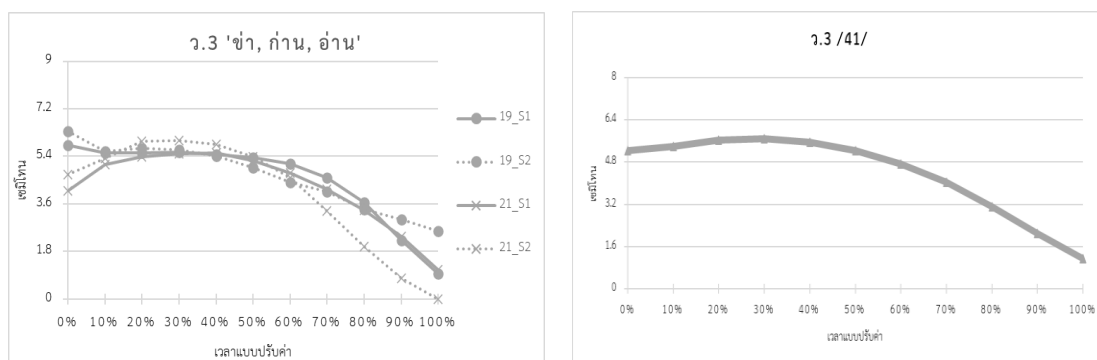 ว.3 'ข่า, ก่าน, อ่าน'
9
7.2
5.4
3.6
1.8
0
เซมิโทน
0% 10% 20% 30% 40% 50% 60% 70% 80% 90% 100%
เวลาแบบปรับค่า
19_S1
19_S2
21_S1
21_S2
ว.3 /41/
8
6.4
4.8
3.2
1.6
0
เซมิโทน
0% 10% 20% 30% 40% 50% 60% 70% 80% 90% 100%
เวลาแบบปรับค่า